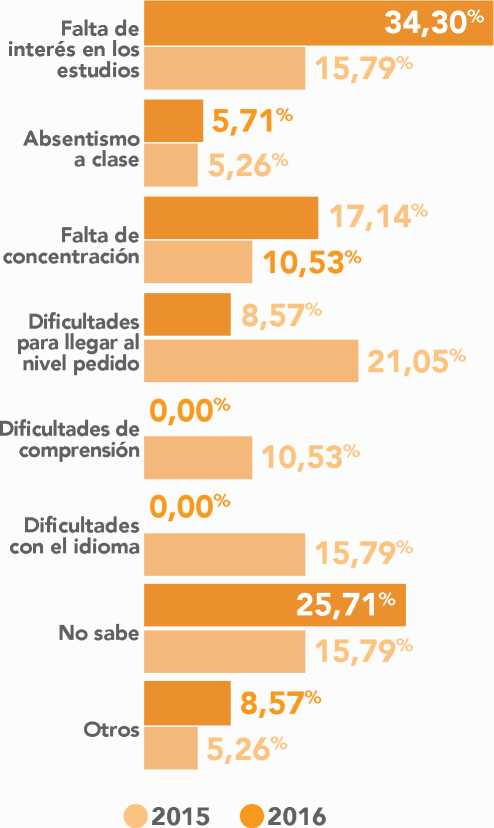 Falta de
interés en los
estudios
34,30%
15,79%
Absentismo
a clase
5,71%
5,26%
Falta de
concentración
17,14%
10,53%
Dificultades
para llegar al
nivel pedido
8,57%
21,05%
Dificultades de
comprensión
0,00%
10,53%
Dificultades
con el idioma
0,00%
15,79%
No sabe
25,71%
15,79%
Otros
8,57%
5,26%
2015 2016